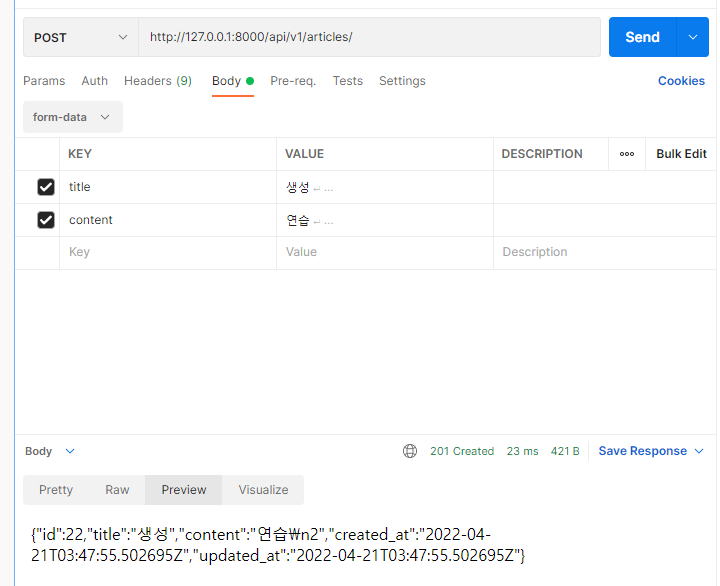 POST http://127.0.0.1:8000/api/v1/articles/ Send
Params Auth Headers (9) Body Pre-req. Tests Settings Cookies
form-data
KEY VALUE DESCRIPTION ooo Bulk Edit
title 생성 ↵ ...
content 연습 ↵ ...
Key Value Description
Body 201 Created 23 ms 421 B Save Response
Pretty Raw Preview Visualize
{"id":22,"title":"생성","content":"연습₩n2","created_at":"2022-04-
21T03:47:55.502695Z","updated_at":"2022-04-21T03:47:55.502695Z"}